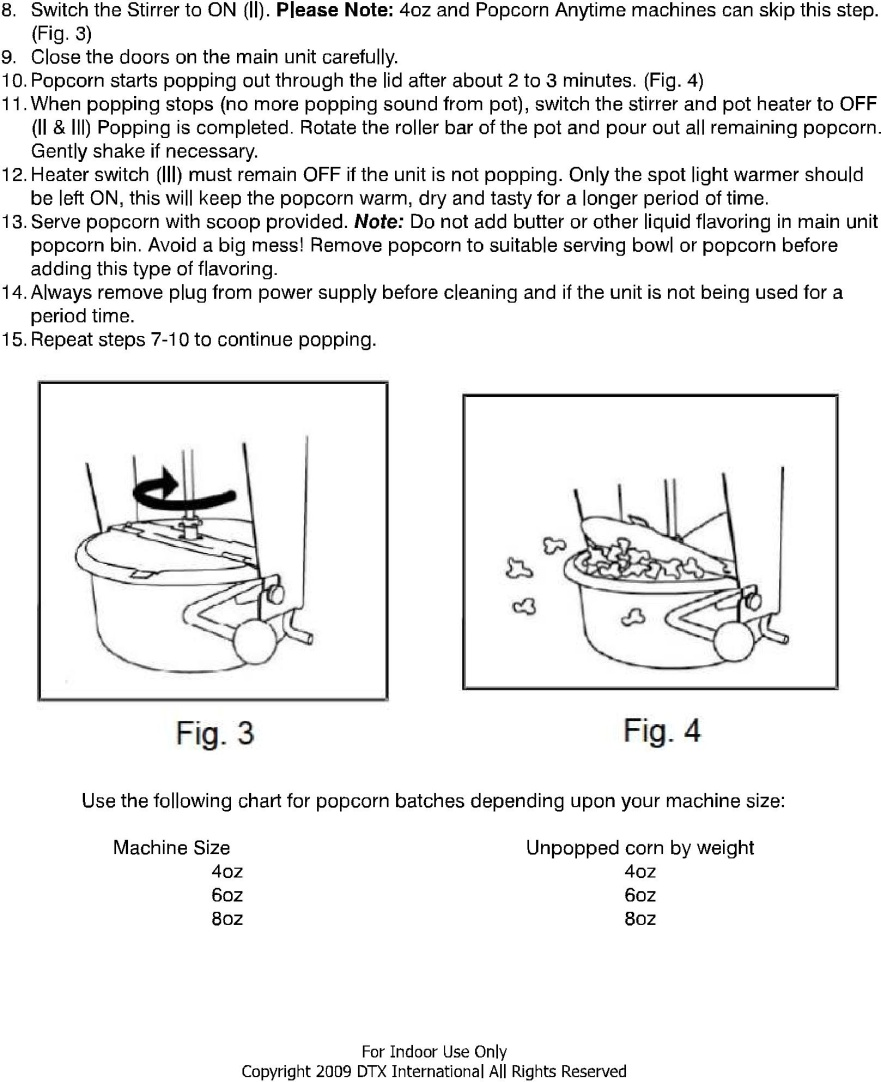 8. Switch the Stirrer to ON (II). Please Note: 4oz and Popcorn Anytime machines can skip this step.
(Fig. 3)
9. Close the doors on the main unit carefully.
10. Popcorn starts popping out through the lid after about 2 to 3 minutes. (Fig. 4)
11. When popping stops (no more popping sound from pot), switch the stirrer and pot heater to OFF
(II & III) Popping is completed. Rotate the roller bar of the pot and pour out all remaining popcorn.
Gently shake if necessary.
12. Heater switch (III) must remain OFF if the unit is not popping. Only the spot light warmer should
be left ON, this will keep the popcorn warm, dry and tasty for a longer period of time.
13. Serve popcorn with scoop provided. Note: Do not add butter or other liquid flavoring in main unit
popcorn bin. Avoid a big mess! Remove popcorn to suitable serving bowl or popcorn before
adding this type of flavoring.
14. Always remove plug from power supply before cleaning and if the unit is not being used for a
period time.
15. Repeat steps 7-10 to continue popping.
Fig. 3 Fig. 4
Use the following chart for popcorn batches depending upon your machine size:
Machine Size Unpopped corn by weight
4oz 4oz
6oz 6oz
8oz 8oz
For Indoor Use Only
Copyright 2009 DTX International All Rights Reserved